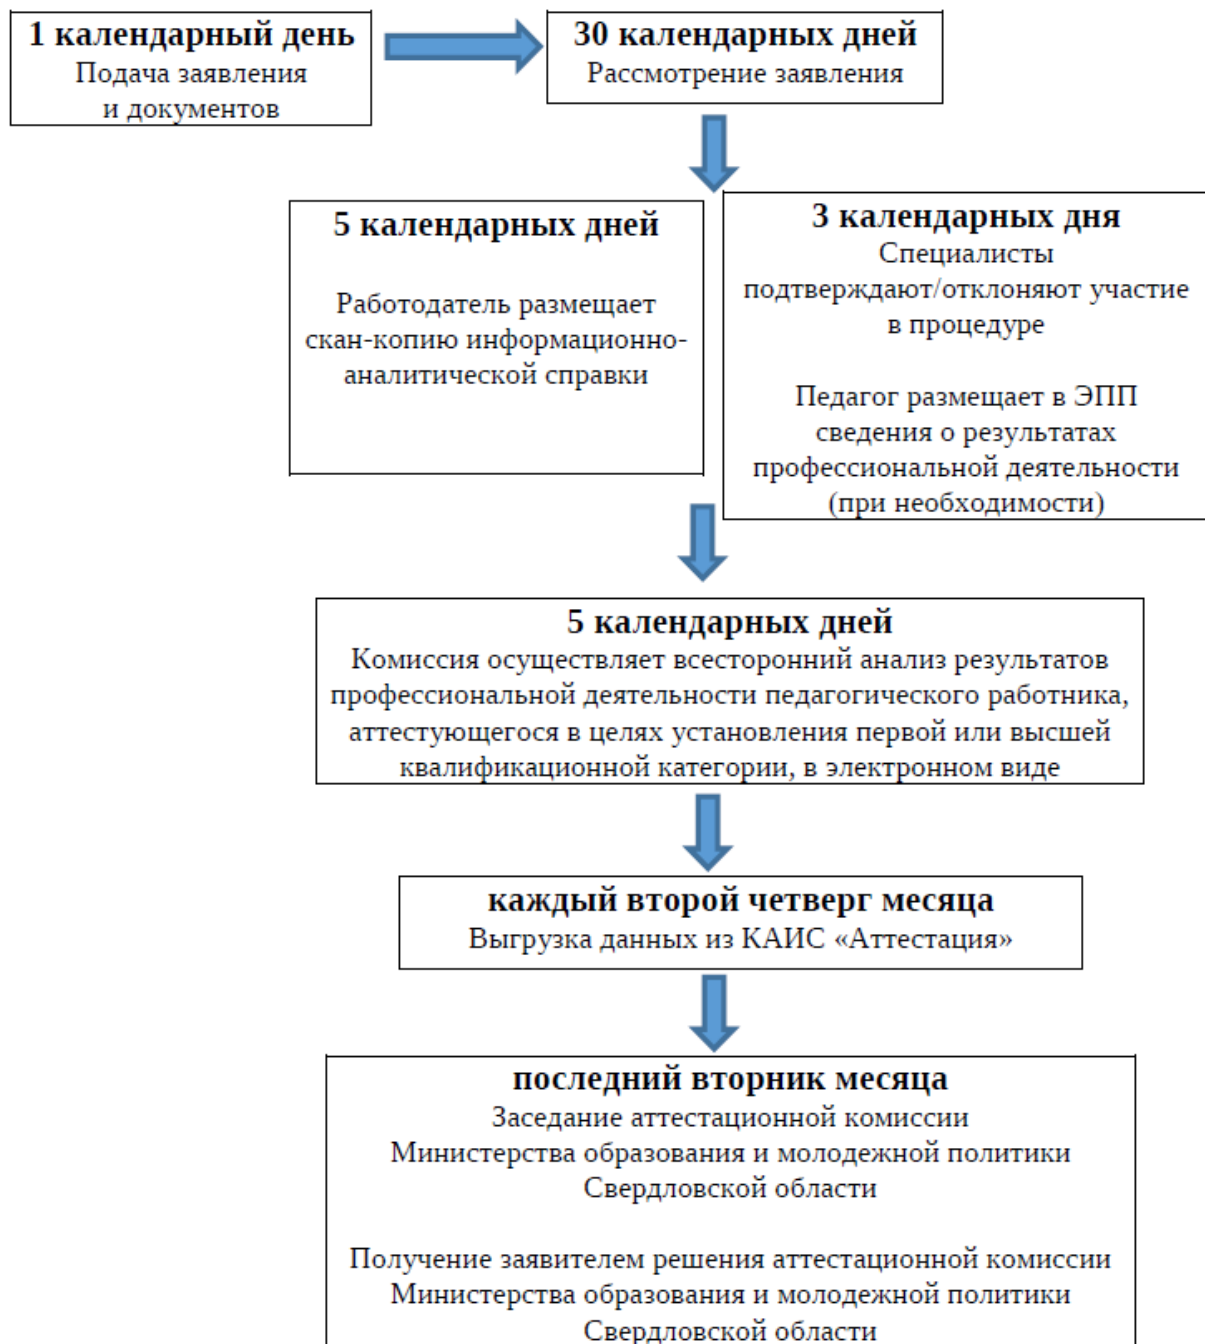 1 календарный день
Подача заявления
и документов
30 календарных дней
Рассмотрение заявления
5 календарных дней
Работодатель размещает
скан-копию информационно-
аналитической справки
3 календарных дня
Специалисты
подтверждают/отклоняют участие
в процедуре
Педагог размещает в ЭПП
сведения о результатах
профессиональной деятельности
(при необходимости)
5 календарных дней
Комиссия осуществляет всесторонний анализ результатов
профессиональной деятельности педагогического работника,
аттестующегося в целях установления первой или высшей
квалификационной категории, в электронном виде
каждый второй четверг месяца
Выгрузка данных из КАИС «Аттестация»
последний вторник месяца
Заседание аттестационной комиссии
Министерства образования и молодежной политики
Свердловской области
Получение заявителем решения аттестационной комиссии
Министерства образования и молодежной политики
Свердловской области